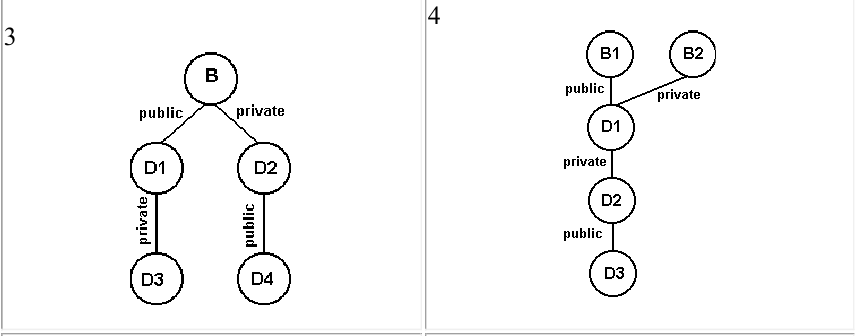 3
B
public private
D1 D2
private public
D3 D4
4
B1 B2
public
private
D1
private
D2
public
D3